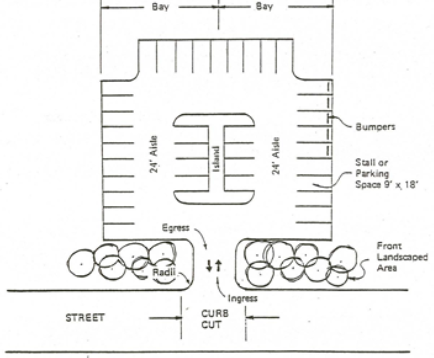 Bay
Bay
24' Aisle
Island
24' Aisle
Bumpers
Stall or
Parking
Space 9' x 18'
Egress
Radii
Ingress
Front
Landscaped
Area
STREET
CURB
CUT